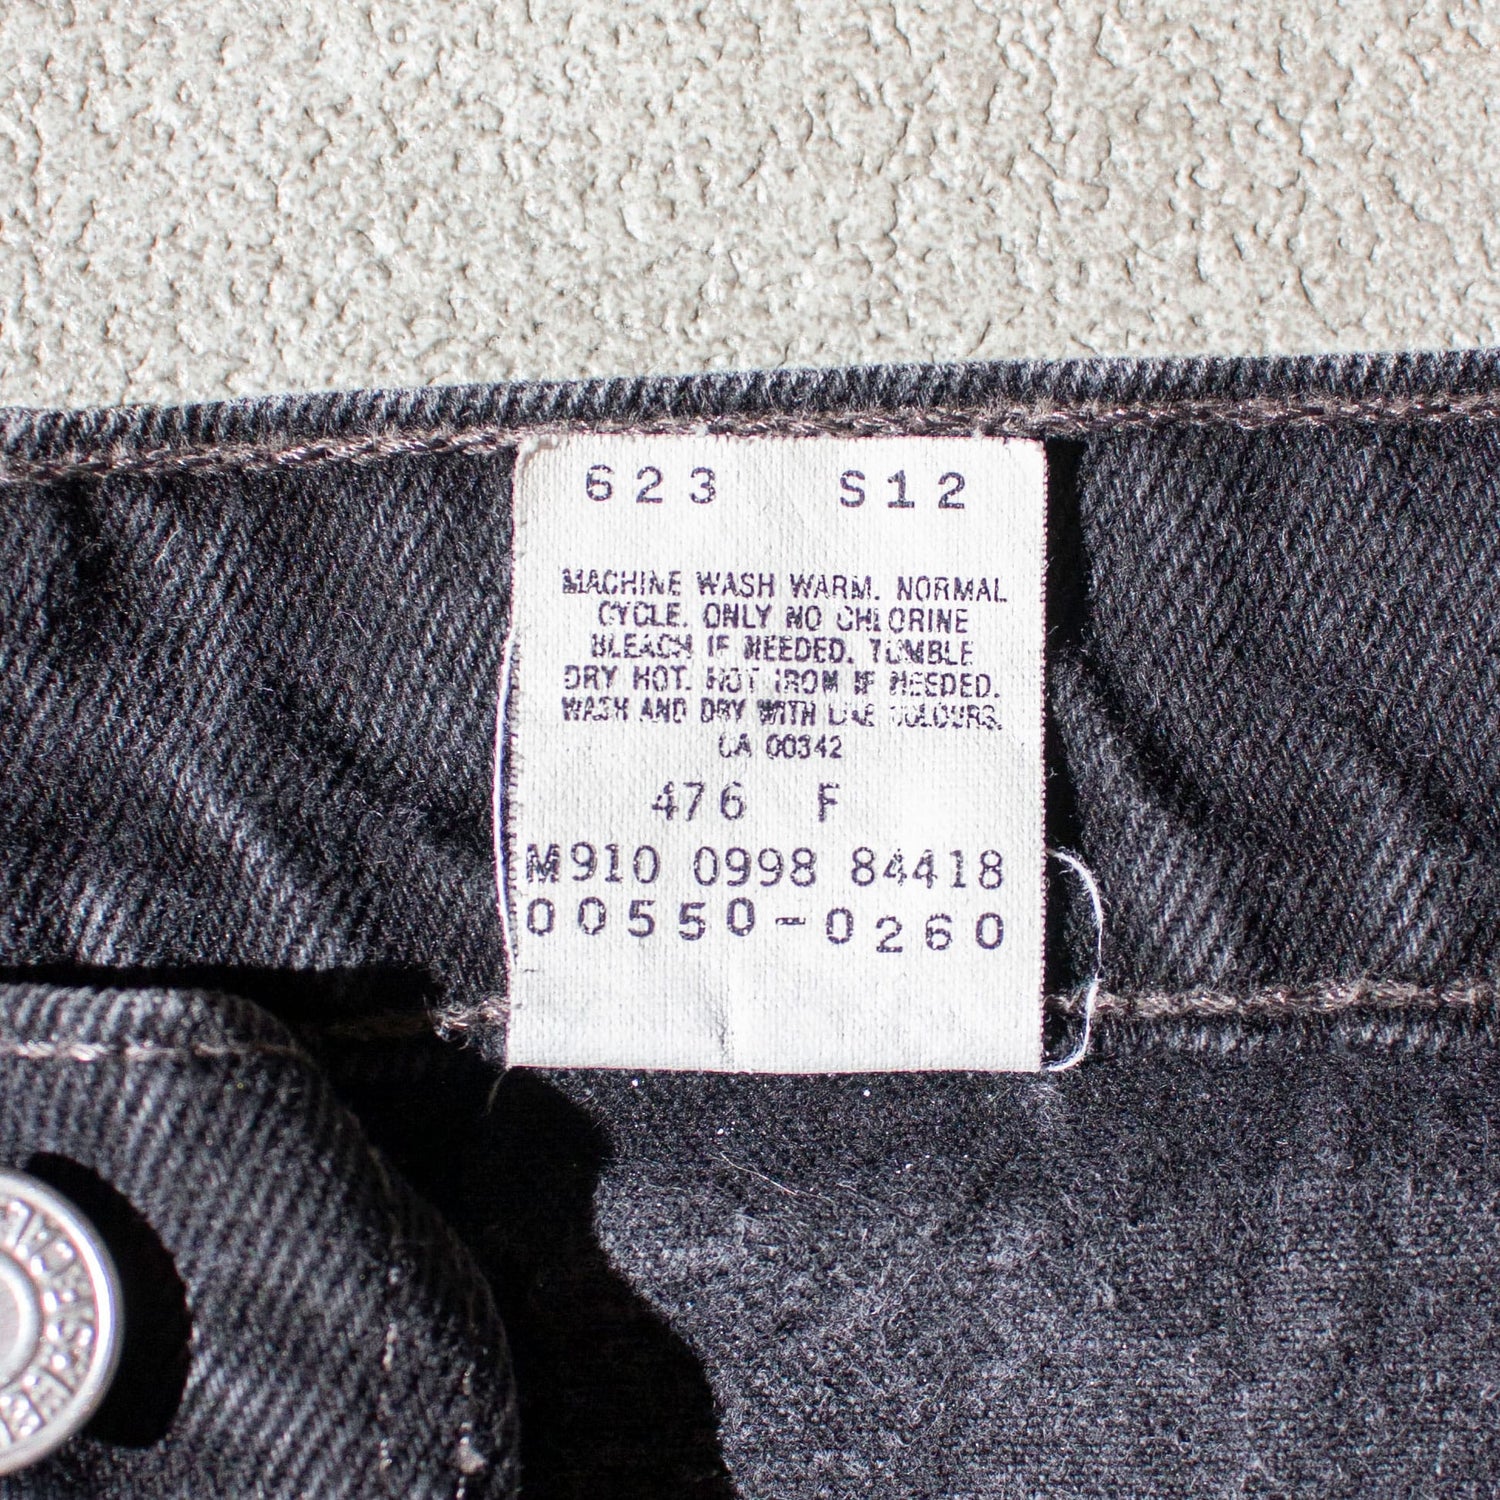 623 S12
MACHINE WASH WARM. NORMAL
CYCLE. ONLY NO CHLORINE
BLEACH IF NEEDED. TUMBLE
DRY HOT. HOT IRON IF NEEDED.
WASH AND DRY WITH LIKE COLOURS.
CA 00342
476 F
M910 0998 84418
00550-0260